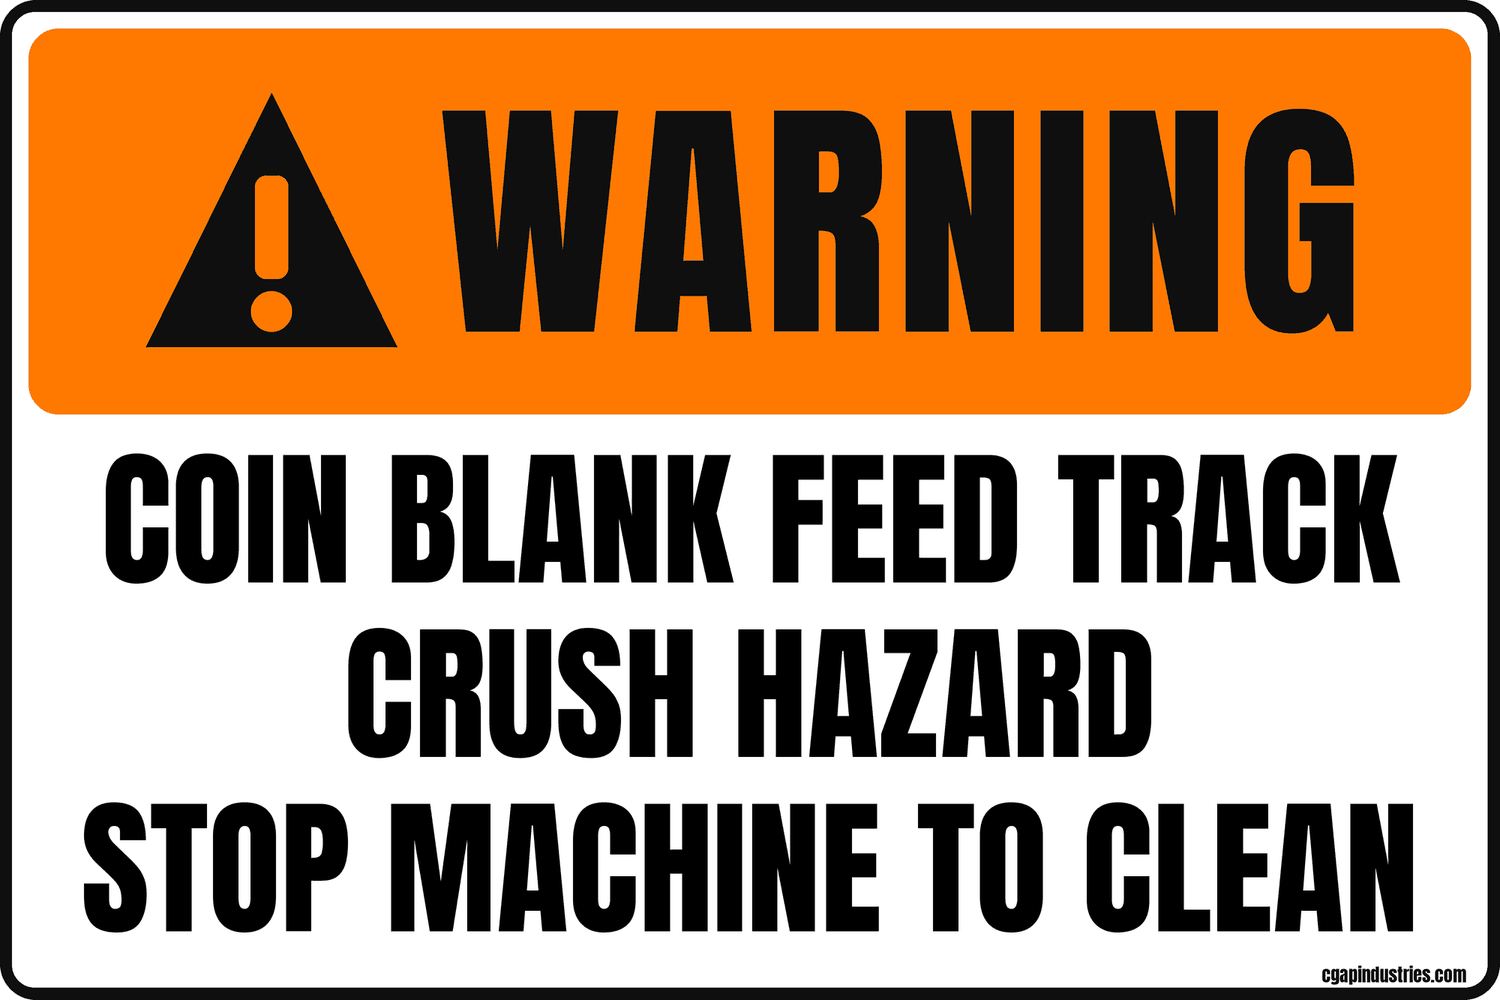 WARNING
COIN BLANK FEED TRACK
CRUSH HAZARD
STOP MACHINE TO CLEAN
cgapindustries.com